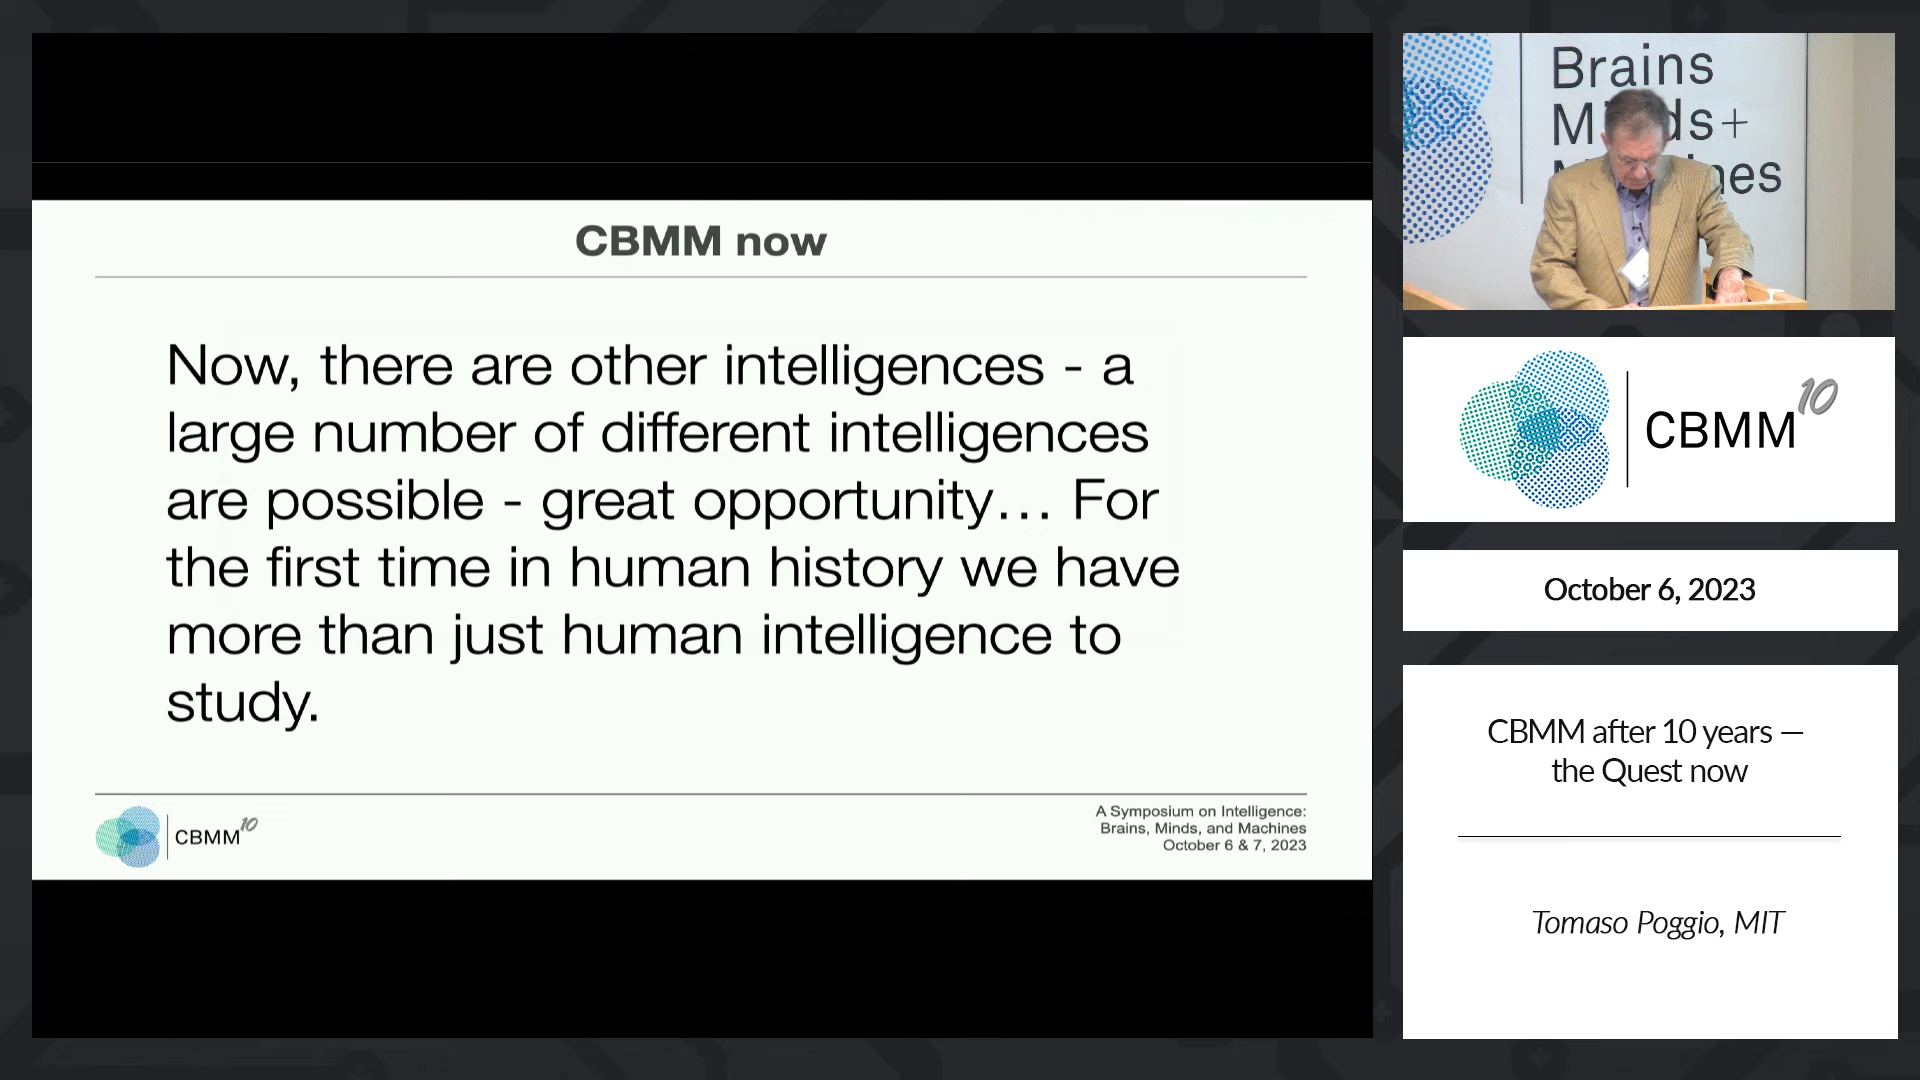 CBMM now
Now, there are other intelligences - a
large number of different intelligences
are possible - great opportunity… For
the first time in human history we have
more than just human intelligence to
study.
CBMM10
A Symposium on Intelligence:
Brains, Minds, and Machines
October 6 & 7, 2023
Brains
M ds+
nes
CBMM10
October 6, 2023
CBMM after 10 years —
the Quest now
Tomaso Poggio, MIT